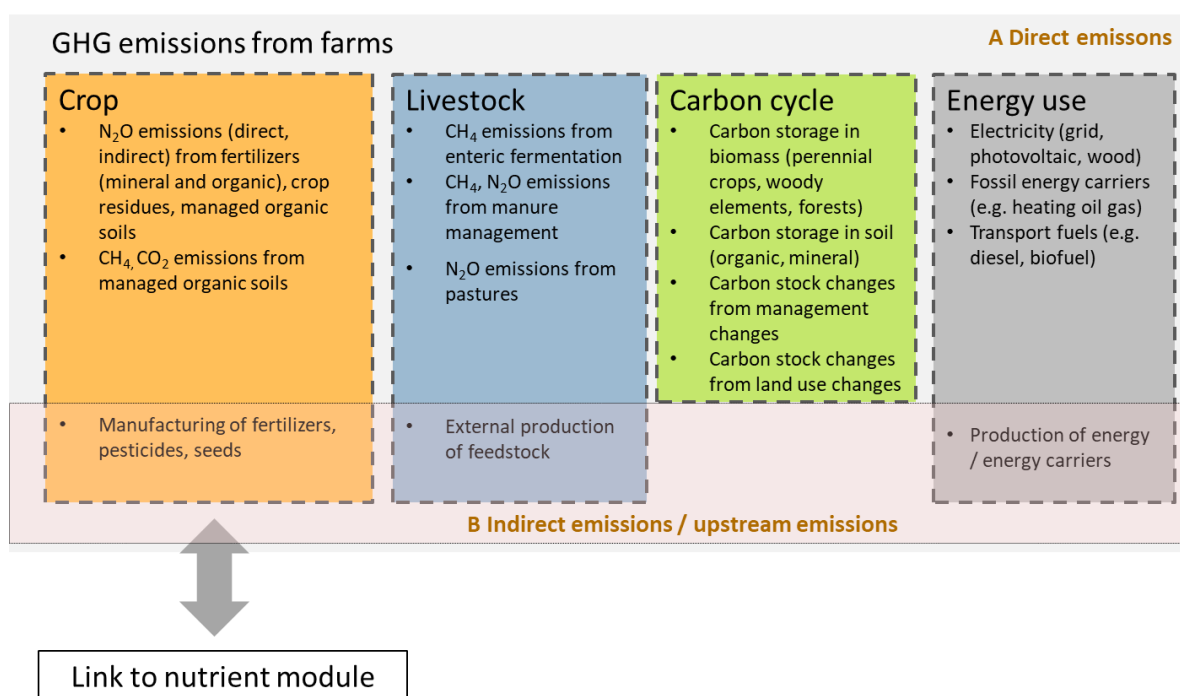 GHG emissions from farms
A Direct emissons
Crop
• N₂O emissions (direct,
indirect) from fertilizers
(mineral and organic), crop
residues, managed organic
soils
• CH₄,CO₂ emissions from
managed organic soils
• Manufacturing of fertilizers,
pesticides, seeds
Livestock
• CH₄ emissions from
enteric fermentation
• CH₄, N₂O emissions
from manure
management
• N₂O emissions from
pastures
• External production
of feedstock
Carbon cycle
• Carbon storage in
biomass (perennial
crops, woody
elements, forests)
• Carbon storage in soil
(organic, mineral)
• Carbon stock changes
from management
changes
• Carbon stock changes
from land use changes
Energy use
• Electricity (grid,
photovoltaic, wood)
• Fossil energy carriers
(e.g. heating oil gas)
• Transport fuels (e.g.
diesel, biofuel)
• Production of energy
/ energy carriers
B Indirect emissions / upstream emissions
Link to nutrient module